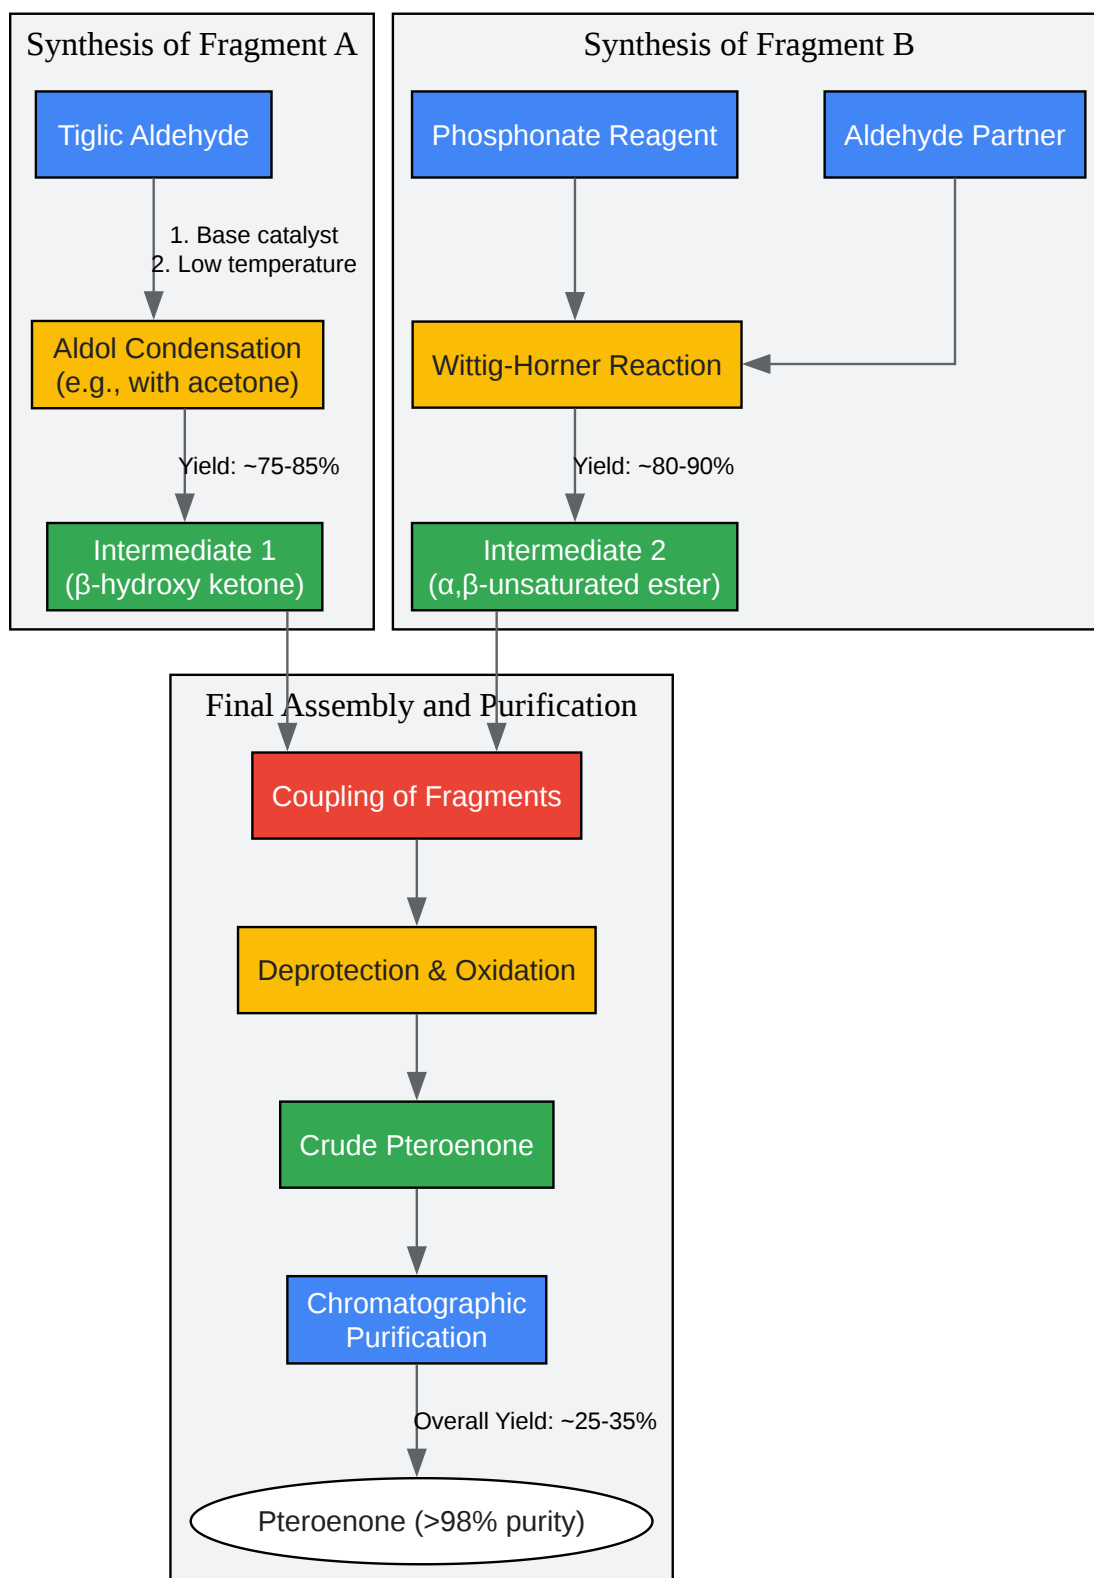 Synthesis of Fragment A
Tiglic Aldehyde
1. Base catalyst
2. Low temperature
Aldol Condensation
(e.g., with acetone)
Yield: ~75-85%
Intermediate 1
(β-hydroxy ketone)
Synthesis of Fragment B
Phosphonate Reagent
Aldehyde Partner
Wittig-Horner Reaction
Yield: ~80-90%
Intermediate 2
(α,β-unsaturated ester)
Final Assembly and Purification
Coupling of Fragments
Deprotection & Oxidation
Crude Pteroenone
Chromatographic
Purification
Overall Yield: ~25-35%
Pteroenone (>98% purity)